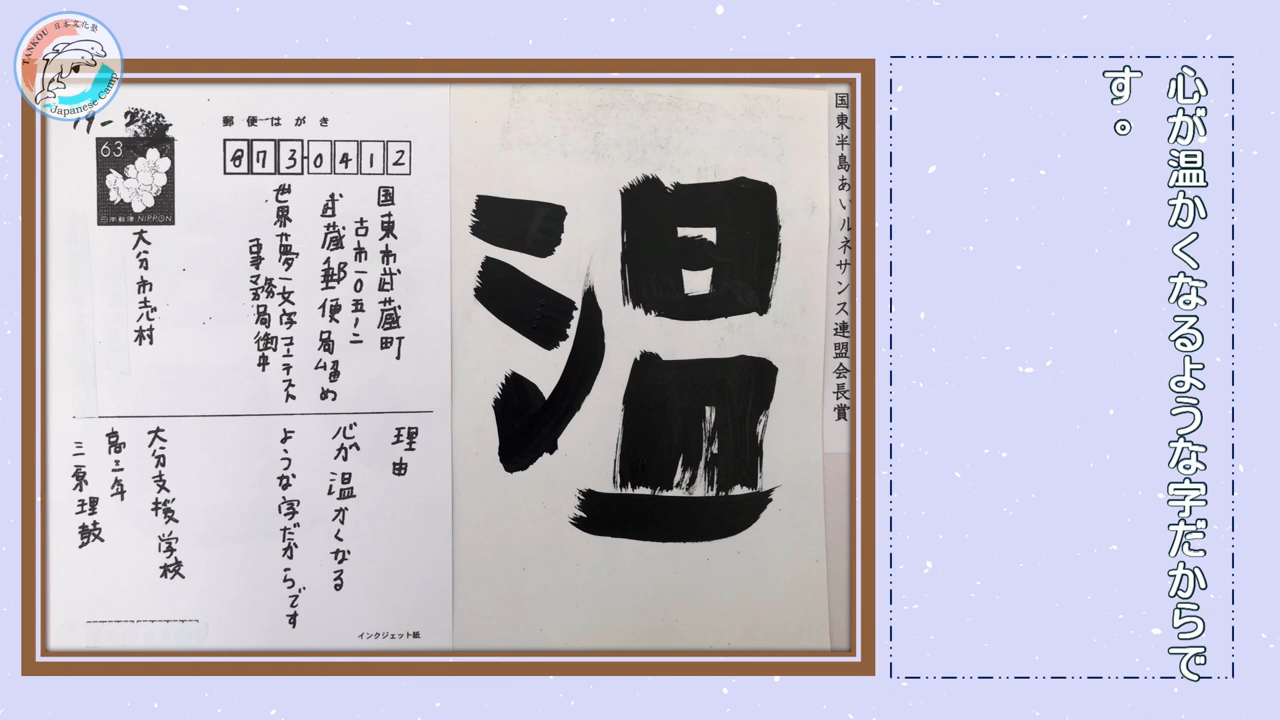 TANKOU 日本文化塾
Japanese Camp
郵便はがき
873-0412
63
日本郵便 NIPPON
国東市武蔵町
古市一〇五ー二
武蔵郵便局留め
世界夢一文字コンテスト
事務局御中
大分市志村
理由
心が温かくなる
ような字だからです
大分支援学校
高三年
三原理鼓
インクジェット紙
温
国東半島あいルネサンス連盟会長賞
心が温かくなるような字だからで
す。